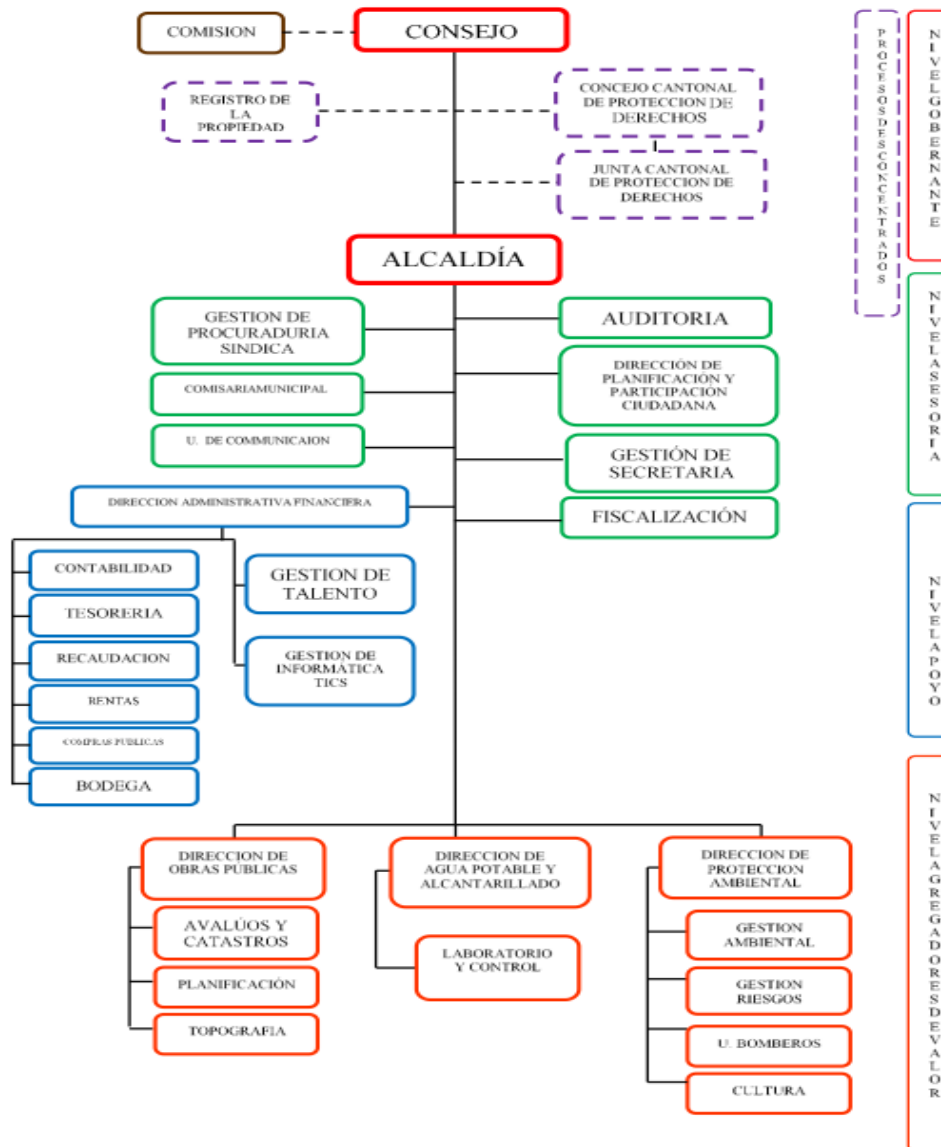 COMISION
CONSEJO
REGISTRO DE
LA
PROPIEDAD
CONCEJO CANTONAL
DE PROTECCION DE
DERECHOS
JUNTA CANTONAL
DE PROTECCION DE
DERECHOS
ALCALDÍA
GESTION DE
PROCURADURIA
SINDICA
AUDITORIA
COMISARIAMUNICIPAL
DIRECCIÓN DE
PLANIFICACIÓN Y
PARTICIPACIÓN
CIUDADANA
U. DE COMMUNICAION
GESTIÓN DE
SECRETARIA
DIRECCION ADMINISTRATIVA FINANCIERA
FISCALIZACIÓN
CONTABILIDAD
TESORERIA
RECAUDACION
RENTAS
COMPRAS PUBLICAS
BODEGA
GESTION DE
TALENTO
GESTION DE
INFORMÁTICA
TICS
DIRECCION DE
OBRAS PÚBLICAS
AVALÚOS Y
CATASTROS
PLANIFICACIÓN
TOPOGRAFIA
DIRECCION DE
AGUA POTABLE Y
ALCANTARILLADO
LABORATORIO
Y CONTROL
DIRECCION DE
PROTECCION
AMBIENTAL
GESTION
AMBIENTAL
GESTION
RIESGOS
U. BOMBEROS
CULTURA
PROCESOSDESCONCENTRADOS
NIVELGOBERNANTE
NIVELASESORIA
NIVELAPOYO
NIVELAGREGADORESDEVALOR